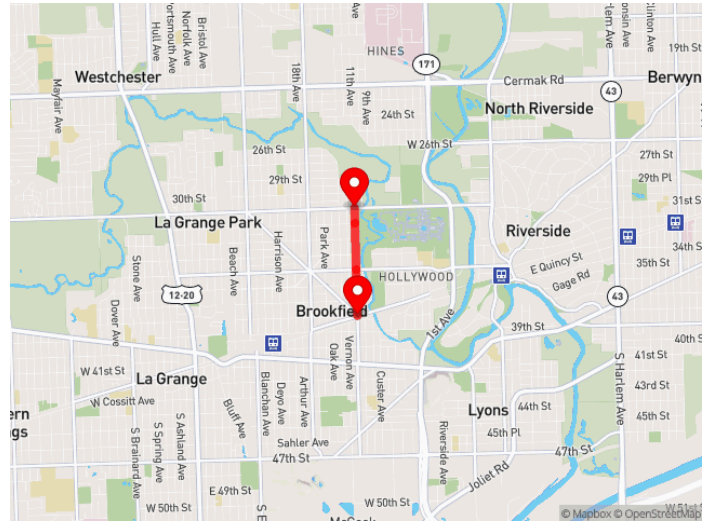 Portsmouth Ave
Norfolk Ave
Hull Ave
Bristol Ave
18th Ave
11th Ave
9th Ave
HINES
171
Cermak Rd
19th St
Clinton Ave
Westchester
Mayfair Ave
43
Berwyn
North Riverside
24th St
26th St
W 26th St
27th St
29th St
29th Pl
30th St
31st St
La Grange Park
Riverside
34th St
Park Ave
Harrison Ave
Beach Ave
Stone Ave
E Quincy St
35th St
Gage Rd
HOLLYWOOD
12-20
43
Dover Ave
Brookfield
1st Ave
39th St
40th St
Vernon Ave
Oak Ave
W 41st St
41st St
La Grange
Custer Ave
S Harlem Ave
43rd St
W Cossitt Ave
Arthur Ave
Deyo Ave
Blanchan Ave
Bluff Ave
Lyons
44th St
45th St
45th Pl
ern
ngs
S Brainard Ave
S Spring Ave
S Ashland Ave
Sahler Ave
Riverside Ave
47th St
47th St
Joliet Rd
E 49th St
W 50th St
W 50th St
W 51st St
McCook
© Mapbox © OpenStreetMap